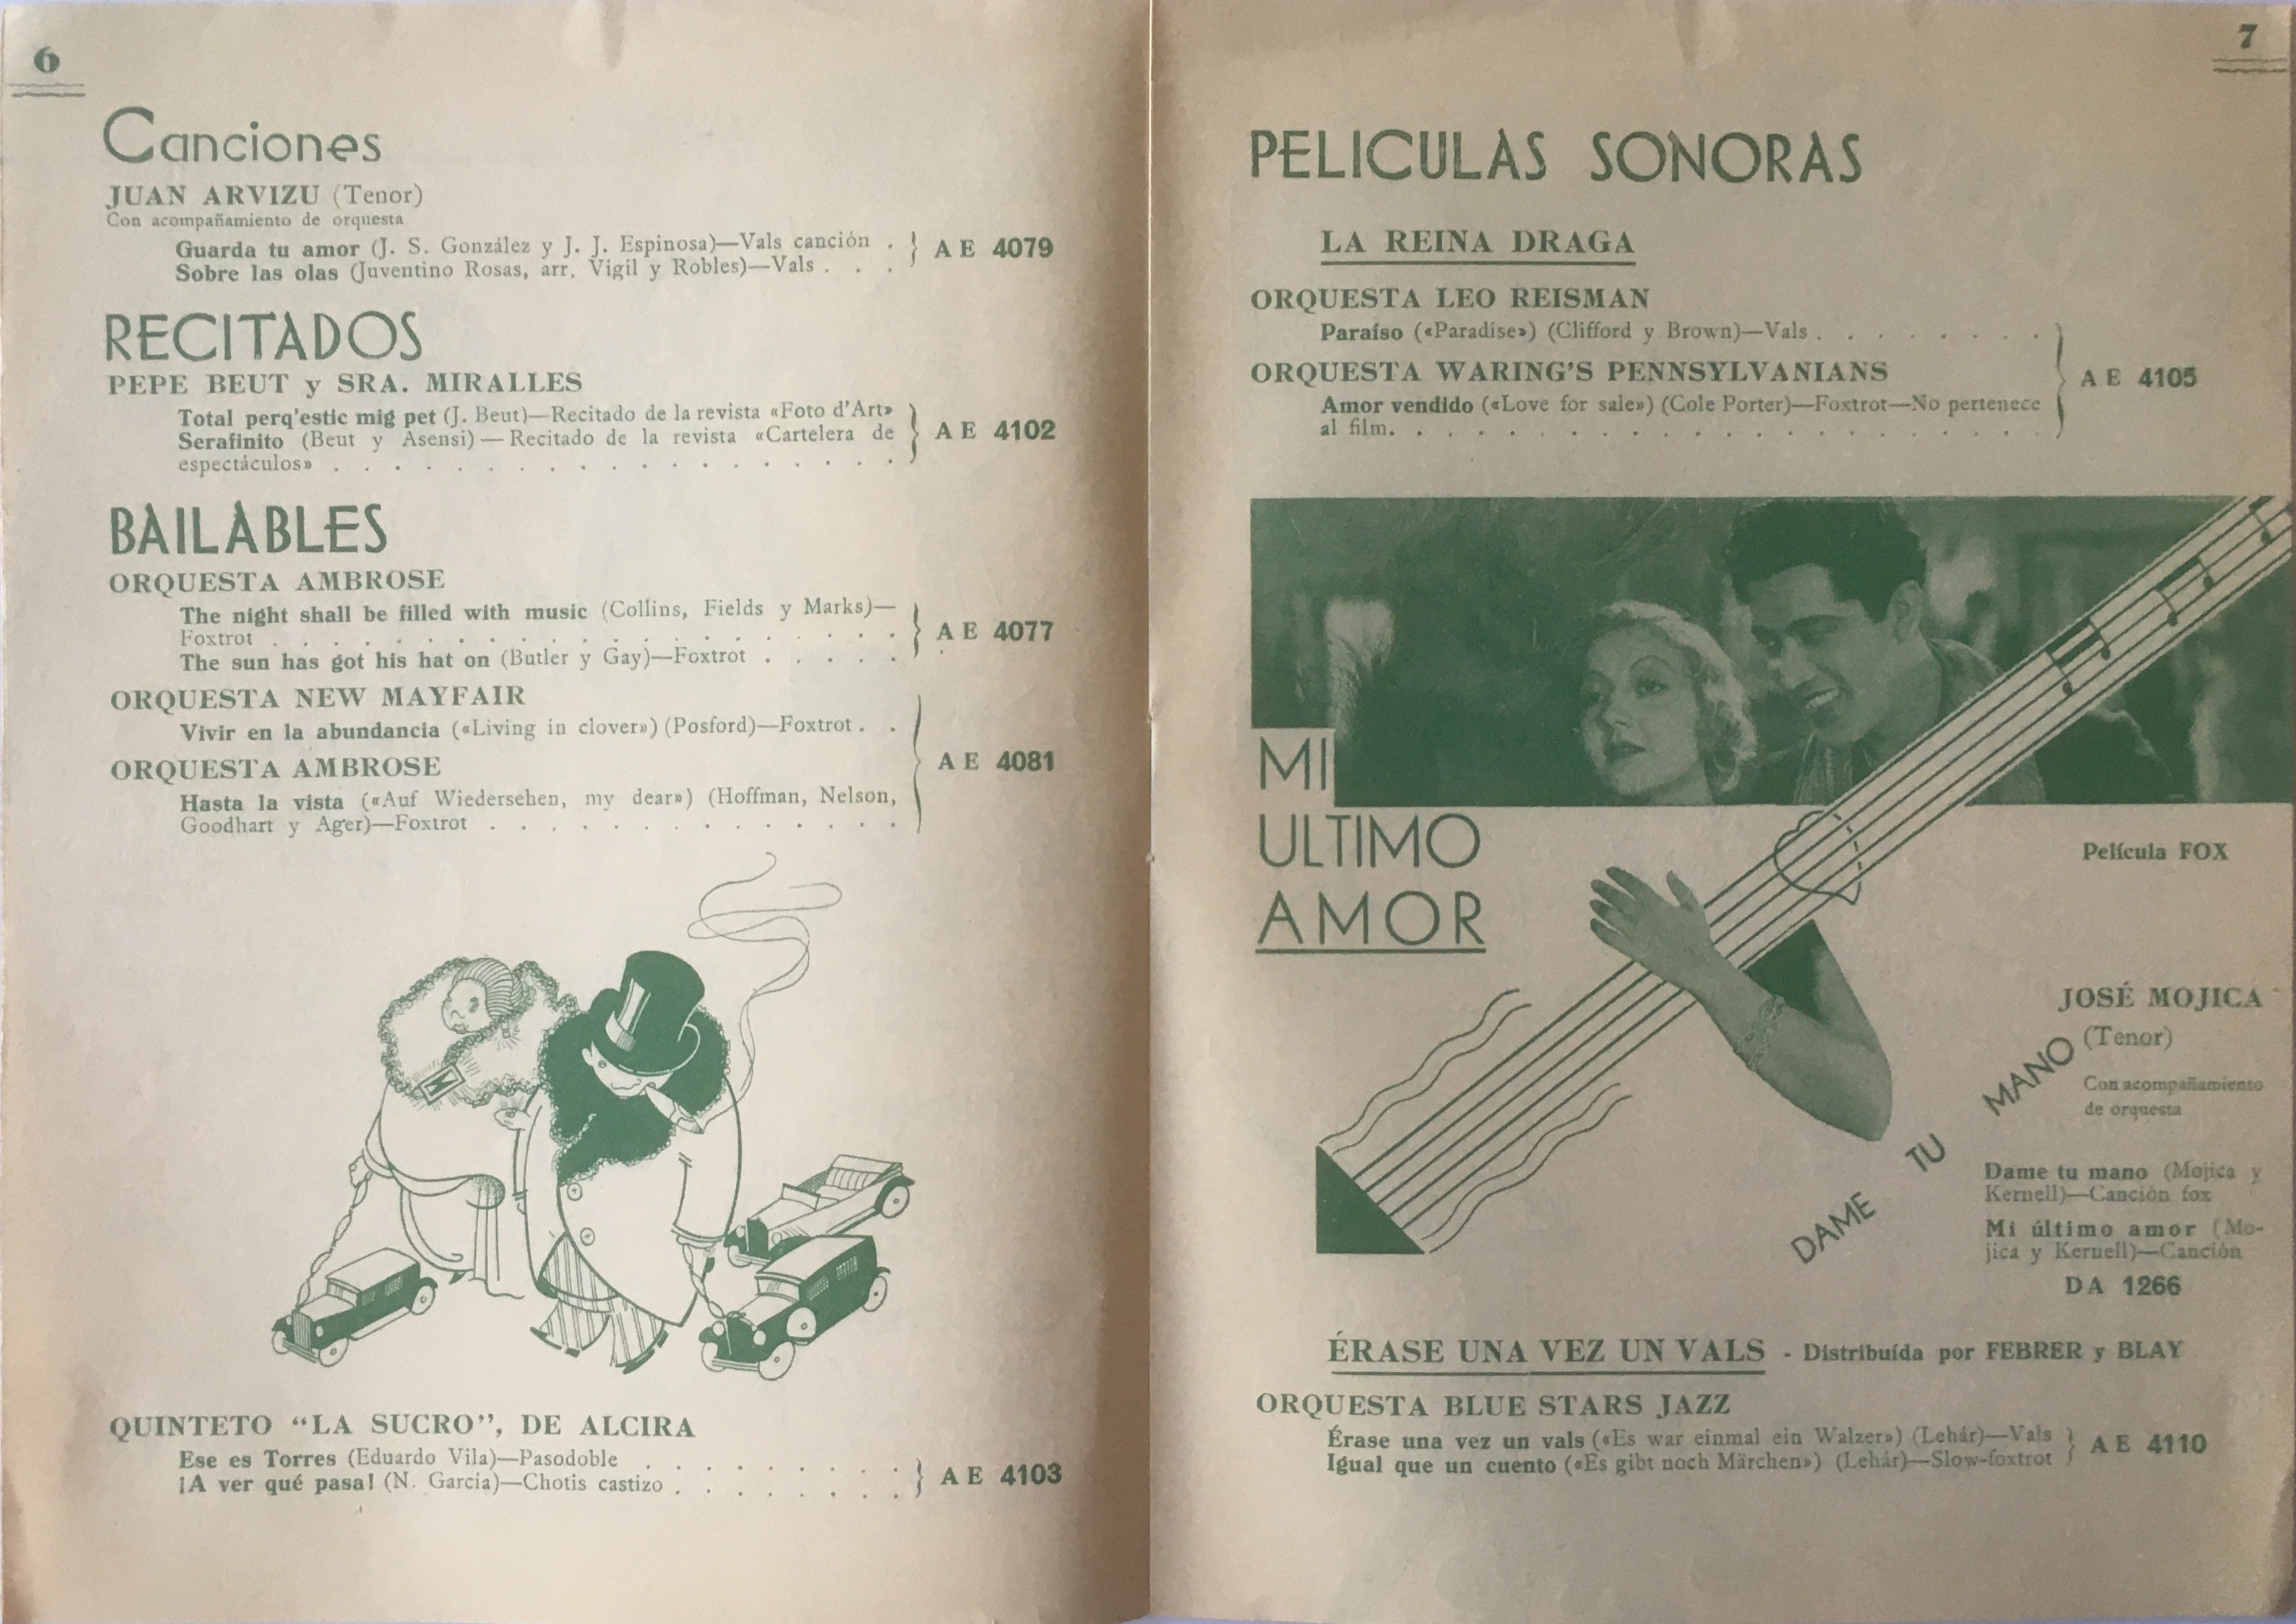 6
Canciones
JUAN ARVIZU (Tenor)
Con acompañamiento de orquesta
Guarda tu amor (J. S. González y J. J. Espinosa)—Vals canción .
Sobre las olas (Juventino Rosas, arr. Vigil y Robles)—Vals . . .
A E 4079
RECITADOS
PEPE BEUT y SRA. MIRALLES
Total perq'estic mig pet (J. Beut)—Recitado de la revista «Foto d'Art»
Serafinito (Beut y Asensi) — Recitado de la revista «Cartelera de
espectáculos» . . . . . . . . . . . . . . . . . .
A E 4102
BAILABLES
ORQUESTA AMBROSE
The night shall be filled with music (Collins, Fields y Marks)—
Foxtrot . . . . . . . . . . . . . . . . . . . .
The sun has got his hat on (Butler y Gay)—Foxtrot . . . . .
A E 4077
ORQUESTA NEW MAYFAIR
Vivir en la abundancia («Living in clover») (Posford)—Foxtrot . .
ORQUESTA AMBROSE
Hasta la vista («Auf Wiedersehen, my dear») (Hoffman, Nelson,
Goodhart y Ager)—Foxtrot . . . . . . . . . . . . . .
A E 4081
QUINTETO “LA SUCRO”, DE ALCIRA
Ese es Torres (Eduardo Vila)—Pasodoble . . . . . . . . .
¡A ver qué pasa! (N. García)—Chotis castizo . . . . . . . .
A E 4103
7
PELICULAS SONORAS
LA REINA DRAGA
ORQUESTA LEO REISMAN
Paraíso («Paradise») (Clifford y Brown)—Vals . . . . . . . .
ORQUESTA WARING'S PENNSYLVANIANS
Amor vendido («Love for sale») (Cole Porter)—Foxtrot—No pertenece
al film. . . . . . . . . . . . . . . . . . . . . .
A E 4105
MI
ULTIMO
AMOR
Película FOX
JOSÉ MOJICA
(Tenor)
Con acompañamiento
de orquesta
DAME TU MANO
Dame tu mano (Mojica y
Kernell)—Canción fox
Mi último amor (Mo-
jica y Kernell)—Canción
DA 1266
ÉRASE UNA VEZ UN VALS - Distribuída por FEBRER y BLAY
ORQUESTA BLUE STARS JAZZ
Érase una vez un vals («Es war einmal ein Walzer») (Lehár)—Vals
Igual que un cuento («Es gibt noch Märchen») (Lehár)—Slow-foxtrot
A E 4110